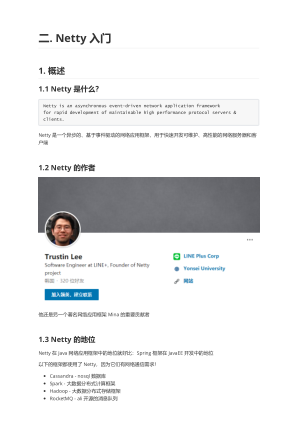 二. Netty 入门
1. 概述
1.1 Netty 是什么?
Netty is an asynchronous event-driven network application framework
for rapid development of maintainable high performance protocol servers &
clients.
Netty 是一个异步的、基于事件驱动的网络应用框架，用于快速开发可维护、高性能的网络服务器和客
户端
1.2 Netty 的作者
Trustin Lee
Software Engineer at LINE+, Founder of Netty
project
韩国 · 520 位好友
加入领英，建立联系
LINE Plus Corp
Yonsei University
网站
他还是另一个著名网络应用框架 Mina 的重要贡献者
1.3 Netty 的地位
Netty 在 Java 网络应用框架中的地位就好比：Spring 框架在 JavaEE 开发中的地位
以下的框架都使用了 Netty，因为它们有网络通信需求！
• Cassandra - nosql 数据库
• Spark - 大数据分布式计算框架
• Hadoop - 大数据分布式存储框架
• RocketMQ - ali 开源的消息队列